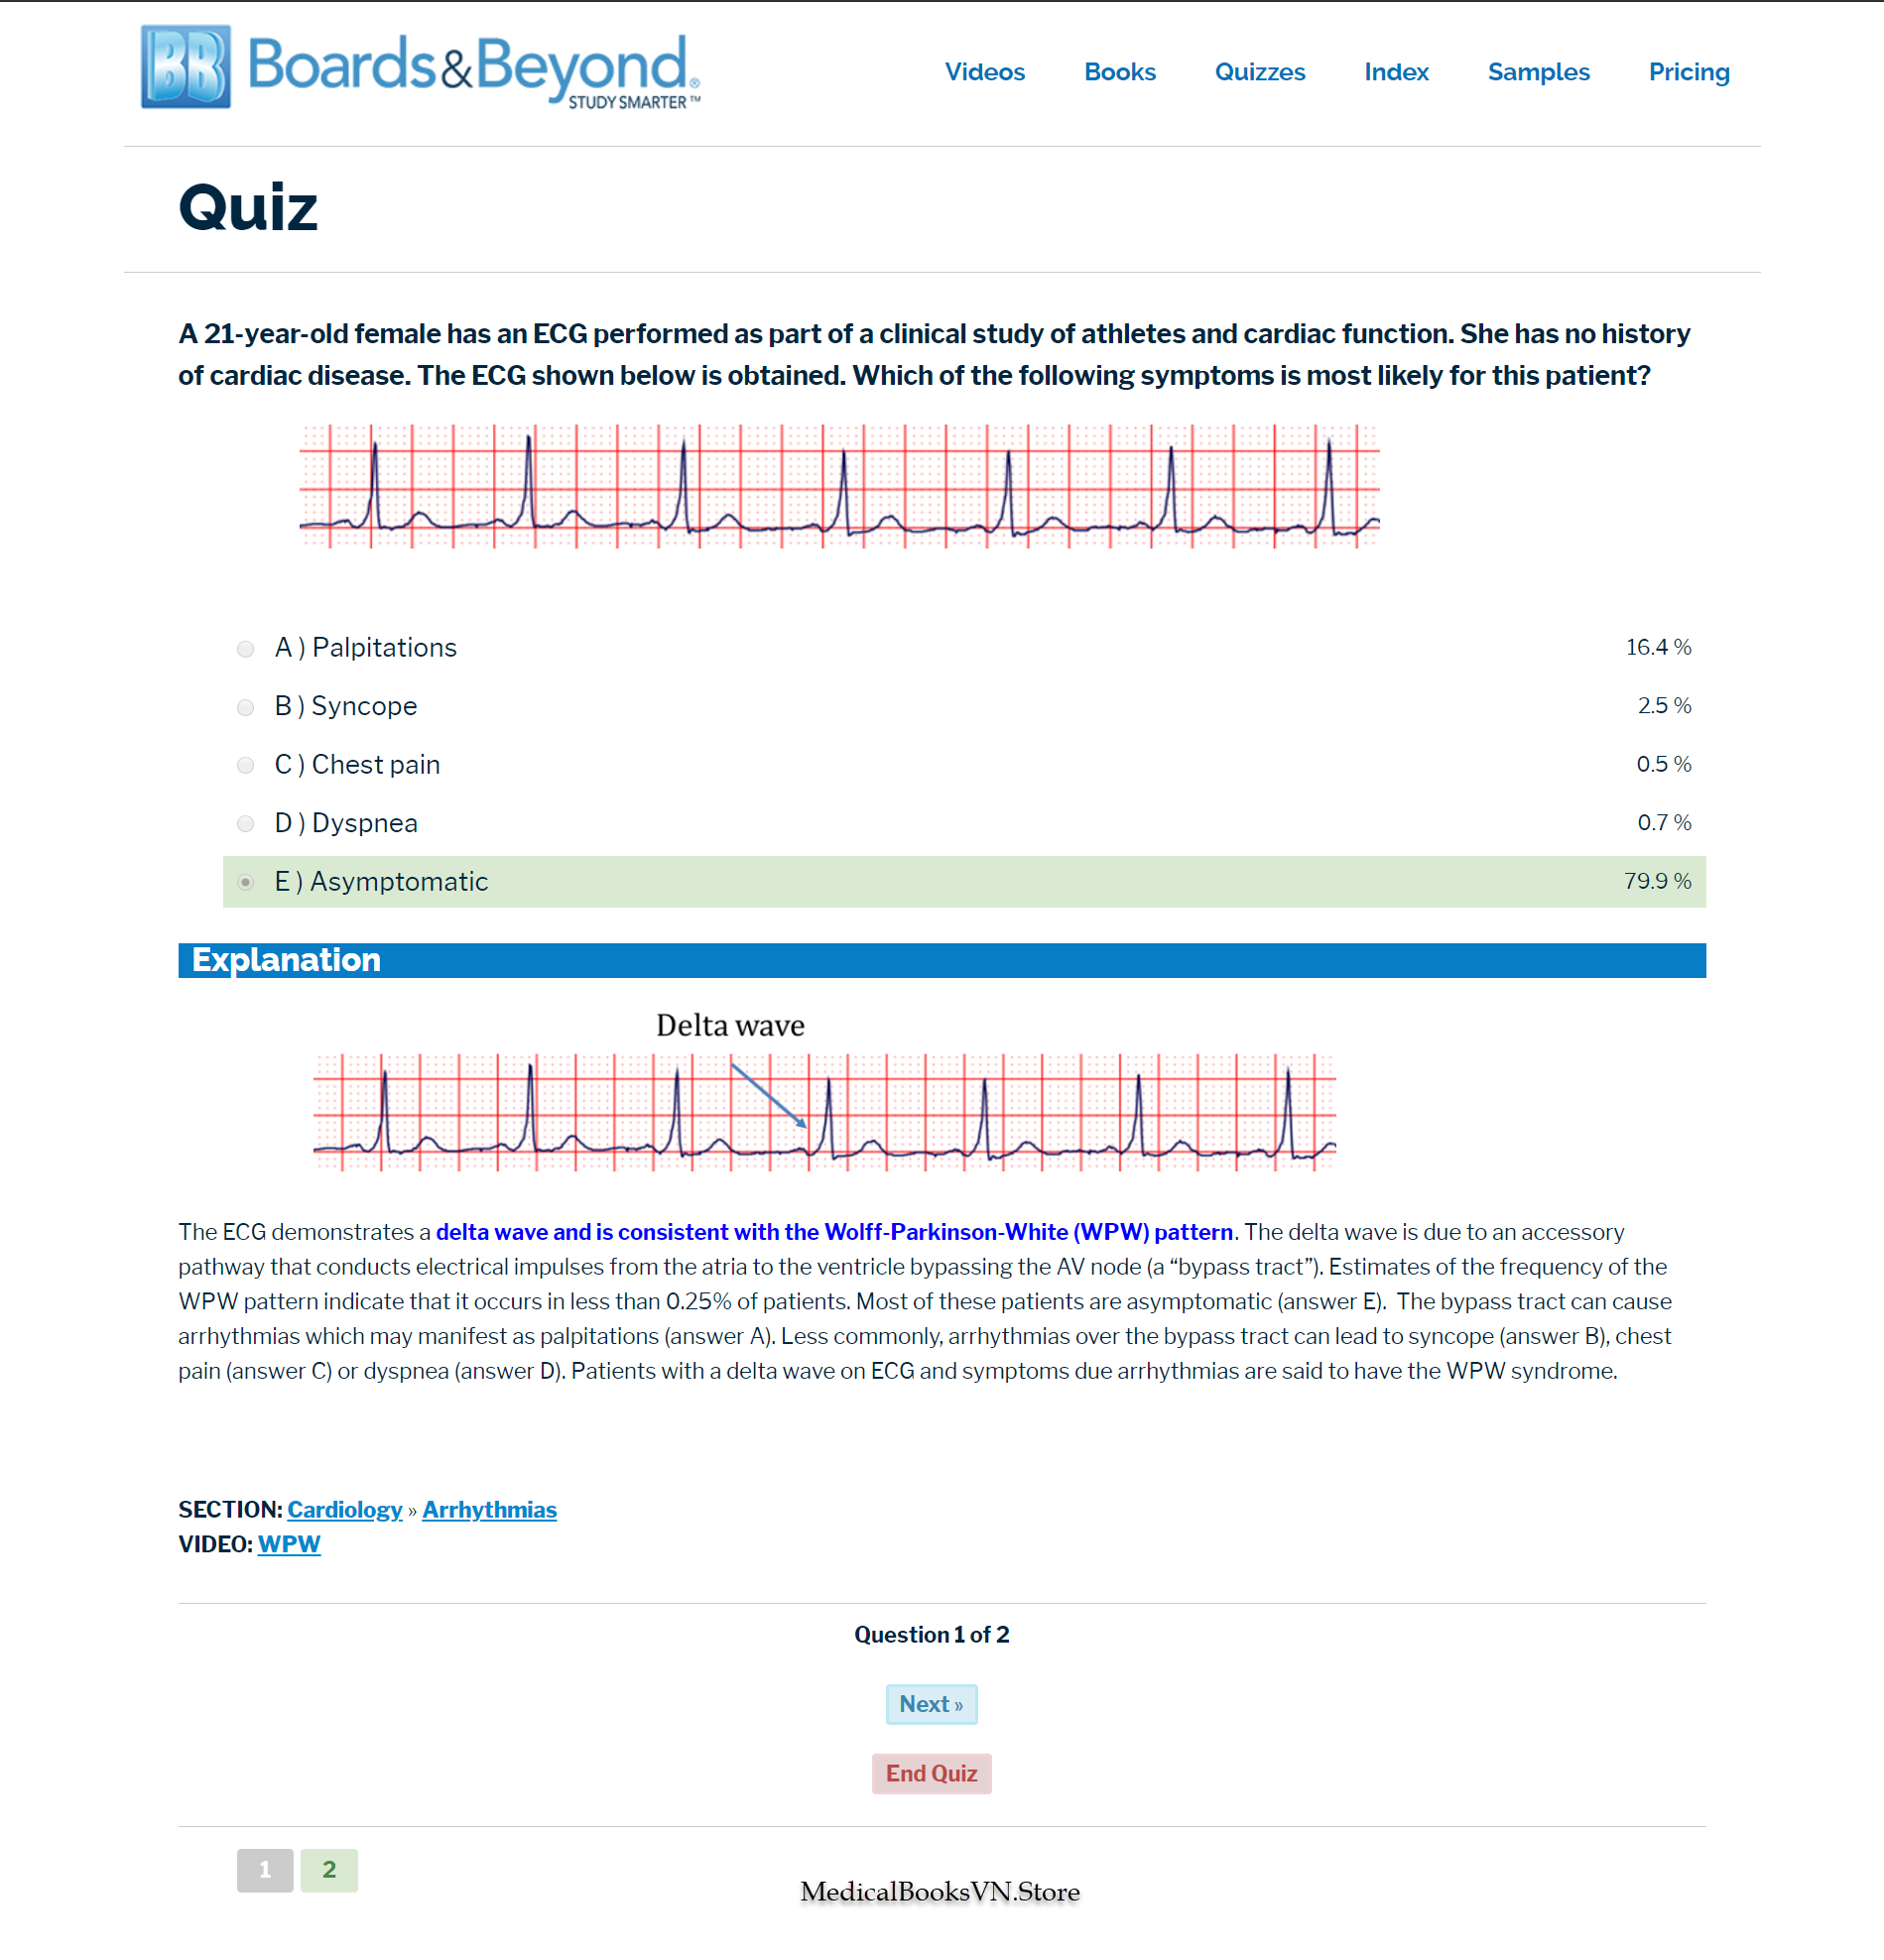 BB Boards&Beyond®
STUDY SMARTER™
Videos Books Quizzes Index Samples Pricing
Quiz
A 21-year-old female has an ECG performed as part of a clinical study of athletes and cardiac function. She has no history
of cardiac disease. The ECG shown below is obtained. Which of the following symptoms is most likely for this patient?
A ) Palpitations 16.4 %
B ) Syncope 2.5 %
C ) Chest pain 0.5 %
D ) Dyspnea 0.7 %
E ) Asymptomatic 79.9 %
Explanation
Delta wave
The ECG demonstrates a delta wave and is consistent with the Wolff-Parkinson-White (WPW) pattern. The delta wave is due to an accessory
pathway that conducts electrical impulses from the atria to the ventricle bypassing the AV node (a “bypass tract”). Estimates of the frequency of the
WPW pattern indicate that it occurs in less than 0.25% of patients. Most of these patients are asymptomatic (answer E). The bypass tract can cause
arrhythmias which may manifest as palpitations (answer A). Less commonly, arrhythmias over the bypass tract can lead to syncope (answer B), chest
pain (answer C) or dyspnea (answer D). Patients with a delta wave on ECG and symptoms due arrhythmias are said to have the WPW syndrome.
SECTION: Cardiology » Arrhythmias
VIDEO: WPW
Question 1 of 2
Next »
End Quiz
1 2
MedicalBooksVN.Store